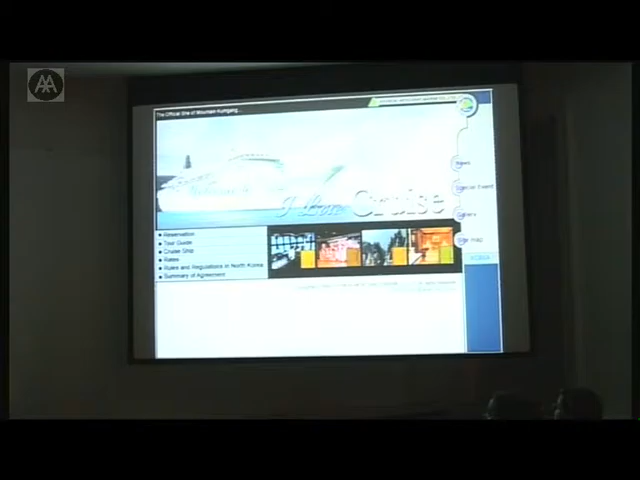 AA
The Official Site of Mountain Kumgang...
I Love Cruise
News
Special Event
Gallery
Site map
KOREA
Reservation
Tour Guide
Cruise Ship
Rates
Rules and Regulations in North Korea
Summary of Agreement